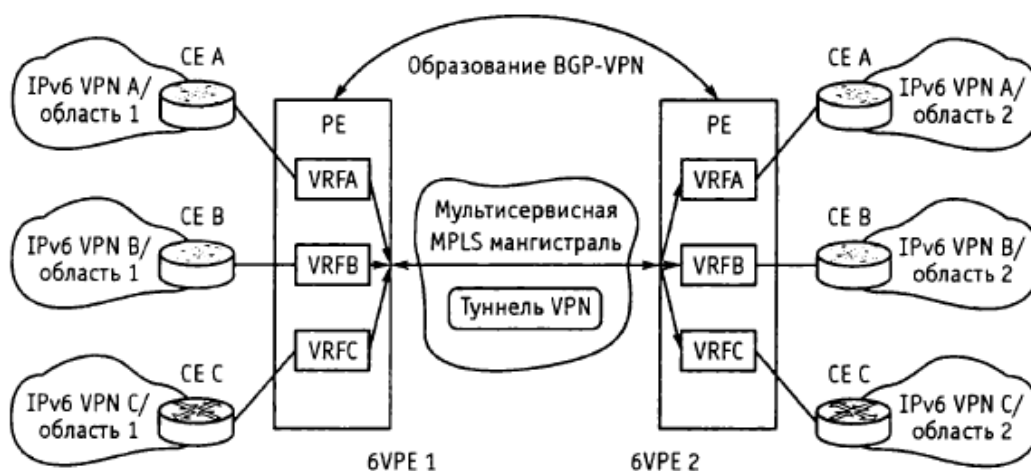 CE A
IPv6 VPN A/
область 1
Образование BGP-VPN
CE A
IPv6 VPN A/
область 2
PE
PE
VRFA
VRFA
CE B
IPv6 VPN B/
область 1
VRFB
Мультисервисная
MPLS мангистраль
Туннель VPN
VRFB
CE B
IPv6 VPN B/
область 2
VRFC
VRFC
CE C
IPv6 VPN C/
область 1
CE C
IPv6 VPN C/
область 2
6VPE 1
6VPE 2